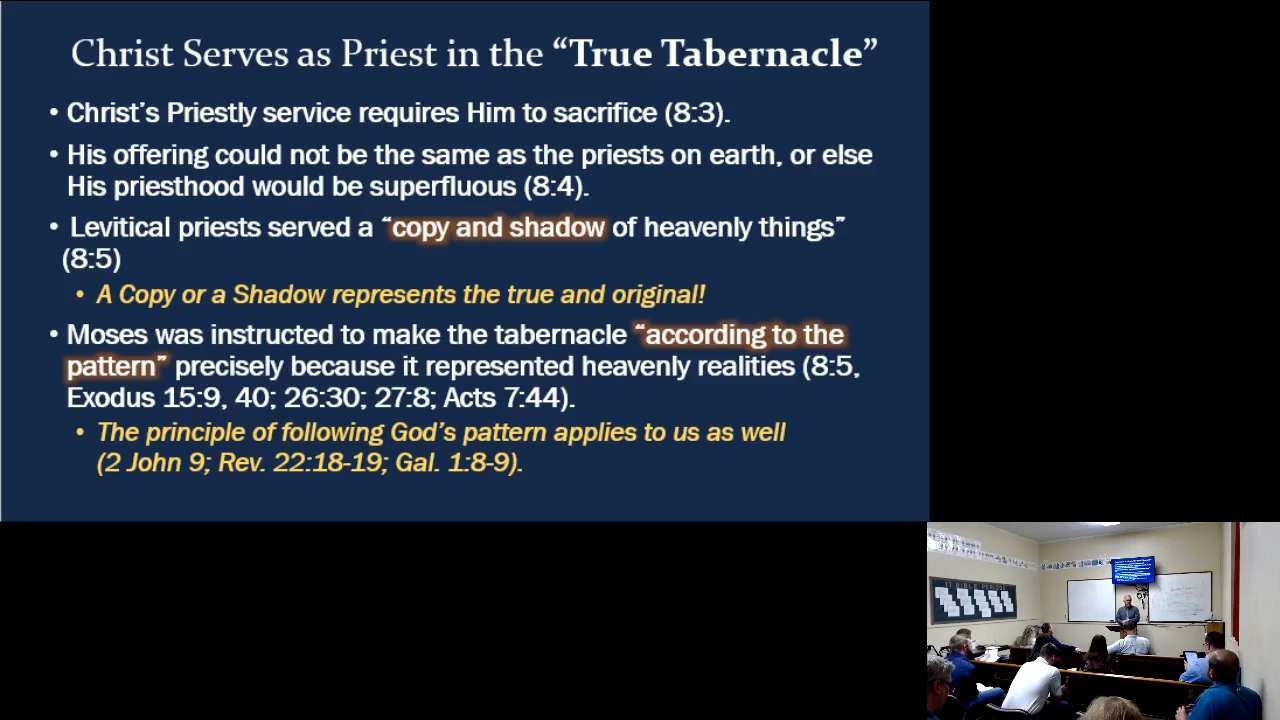 Christ Serves as Priest in the “True Tabernacle”
• Christ’s Priestly service requires Him to sacrifice (8:3).
• His offering could not be the same as the priests on earth, or else
His priesthood would be superfluous (8:4).
• Levitical priests served a “copy and shadow of heavenly things”
(8:5)
• A Copy or a Shadow represents the true and original!
• Moses was instructed to make the tabernacle “according to the
pattern” precisely because it represented heavenly realities (8:5,
Exodus 15:9, 40; 26:30; 27:8; Acts 7:44).
• The principle of following God’s pattern applies to us as well
(2 John 9; Rev. 22:18-19; Gal. 1:8-9).